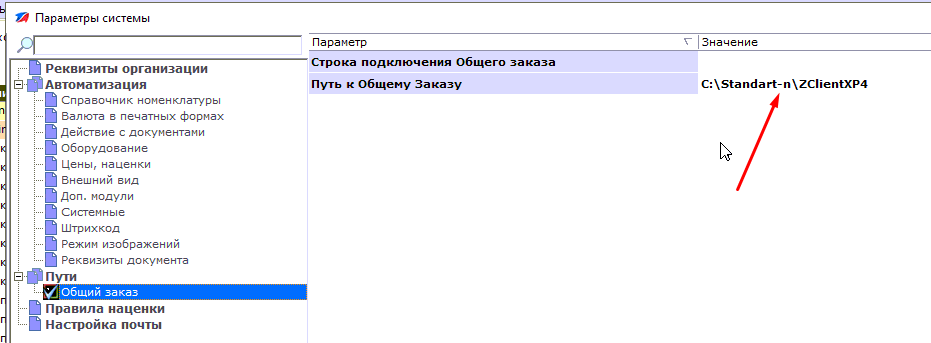 Параметры системы
Параметр
Значение
Строка подключения Общего заказа
Путь к Общему Заказу
C:\Standart-n\ZClientXP4
Реквизиты организации
Автоматизация
Справочник номенклатуры
Валюта в печатных формах
Действие с документами
Оборудование
Цены, наценки
Внешний вид
Доп. модули
Системные
Штрихкод
Режим изображений
Реквизиты документа
Пути
Общий заказ
Правила наценки
Настройка почты